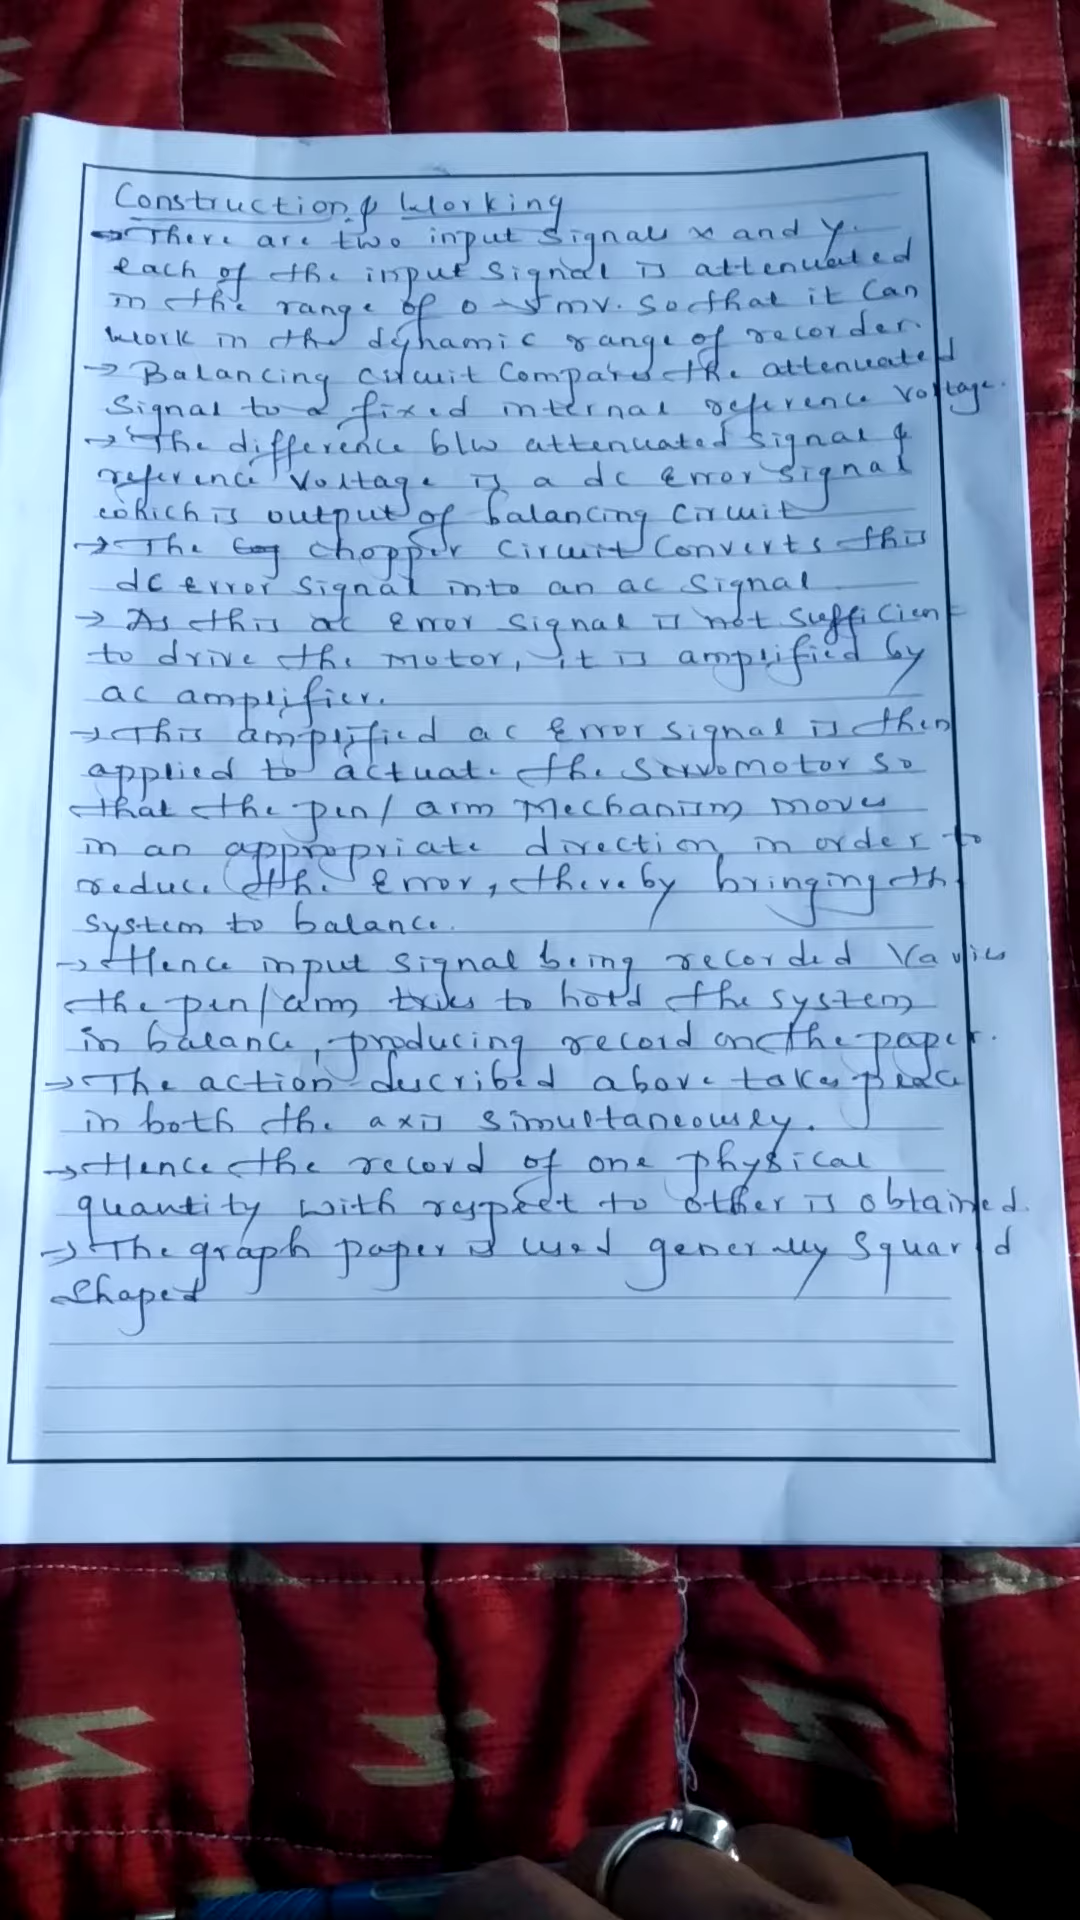 Construction & Working
→ There are two input signals x and y.
each of the input signal is attenuated
in the range of 0 → 5 mv. So that it can
work in the dynamic range of recorder.
→ Balancing circuit compares the attenuated
signal to a fixed internal reference voltage.
→ The difference b/w attenuated signal &
reference voltage is a dc error signal
which is output of balancing circuit
→ The chopper circuit converts this
dc error signal into an ac signal
→ As this ac error signal is not sufficient
to drive the motor, it is amplified by
ac amplifier.
→ This amplified ac error signal is then
applied to actuate the servomotor so
that the pen/arm mechanism moves
in an appropriate direction in order to
reduce the error, thereby bringing the
system to balance.
→ Hence input signal being recorded varies
the pen/arm tries to hold the system
in balance, producing record on the paper.
→ The action described above takes place
in both the axis simultaneously.
→ Hence the record of one physical
quantity with respect to other is obtained.
→ The graph paper is used generally squared
shaped